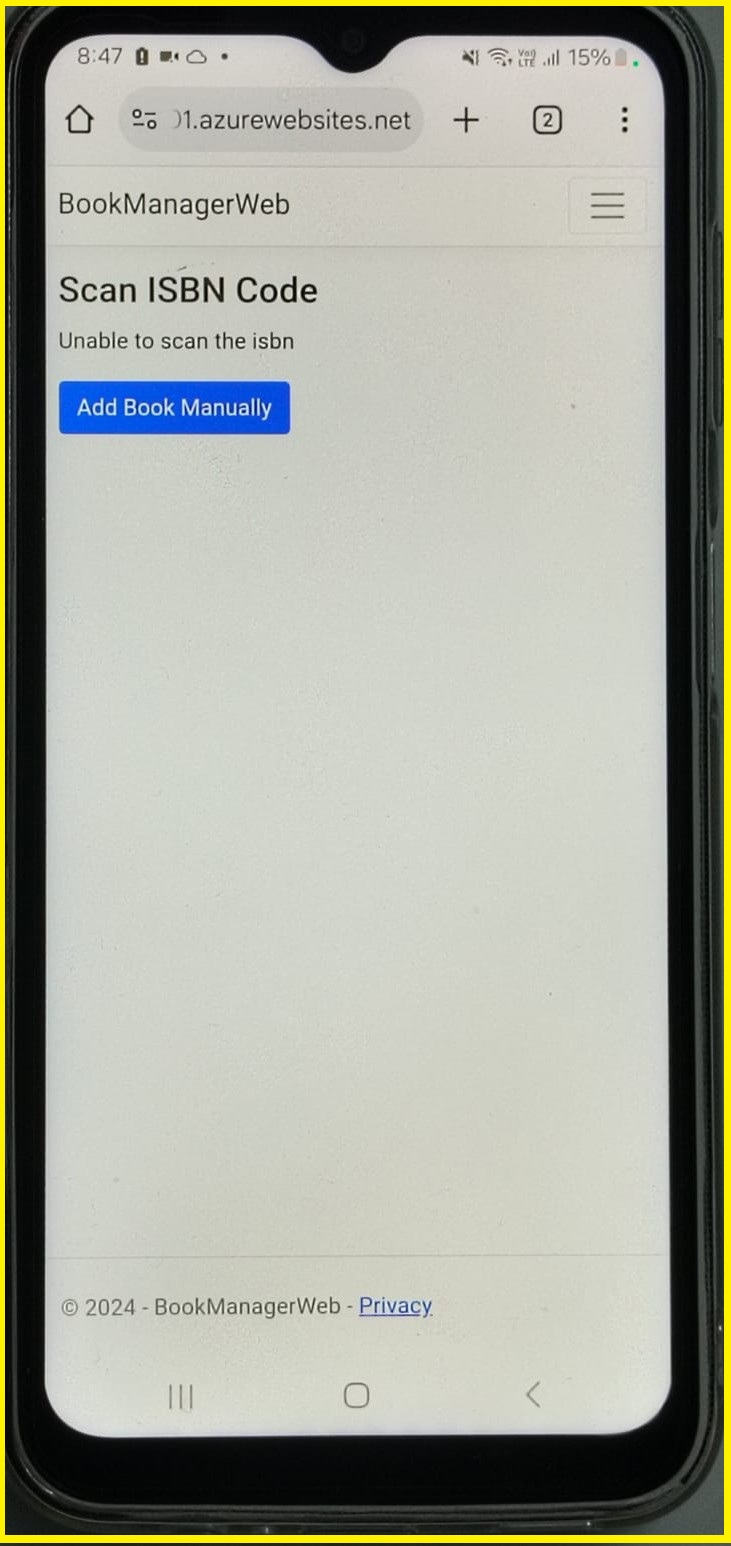 8:47 Vo)) LTE 15%
)1.azurewebsites.net + 2
BookManagerWeb
Scan ISBN Code
Unable to scan the isbn
Add Book Manually
© 2024 - BookManagerWeb - Privacy